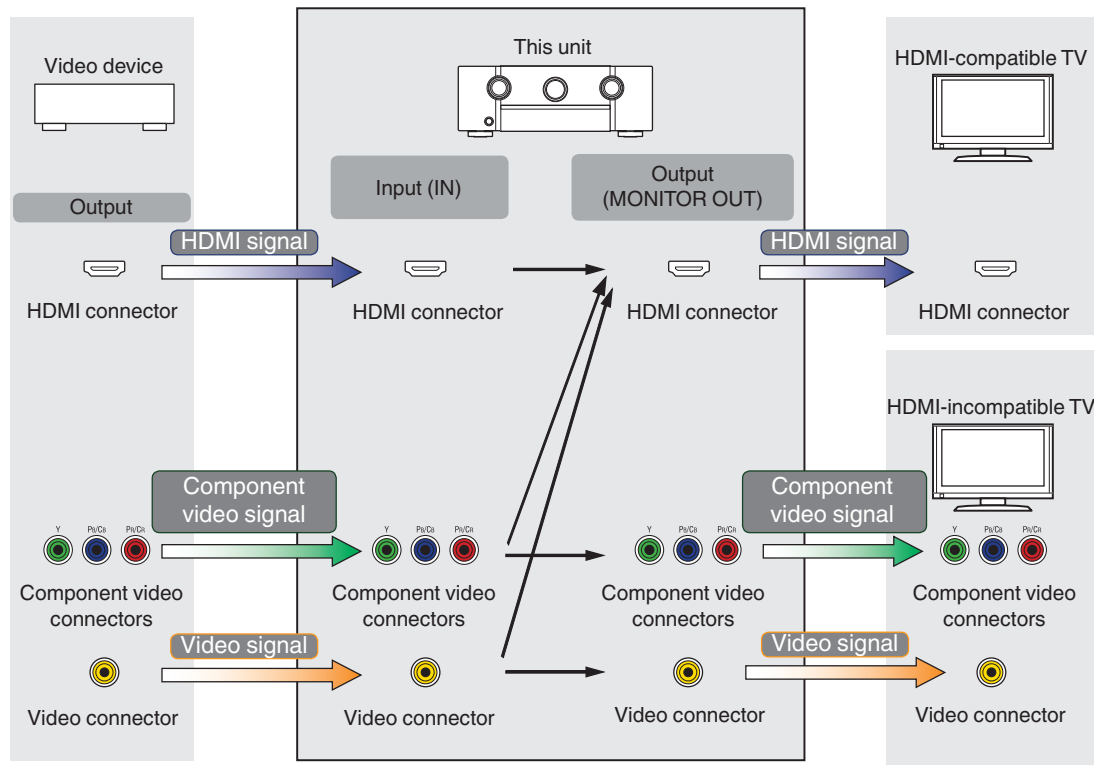 Video device
This unit
HDMI-compatible TV
Output
Input (IN)
Output
(MONITOR OUT)
HDMI signal
HDMI signal
HDMI connector
HDMI connector
HDMI connector
HDMI connector
HDMI-incompatible TV
Component
video signal
Component
video signal
Y PB/CB PR/CR
Y PB/CB PR/CR
Y PB/CB PR/CR
Y PB/CB PR/CR
Component video
connectors
Component video
connectors
Component video
connectors
Component video
connectors
Video signal
Video signal
Video connector
Video connector
Video connector
Video connector